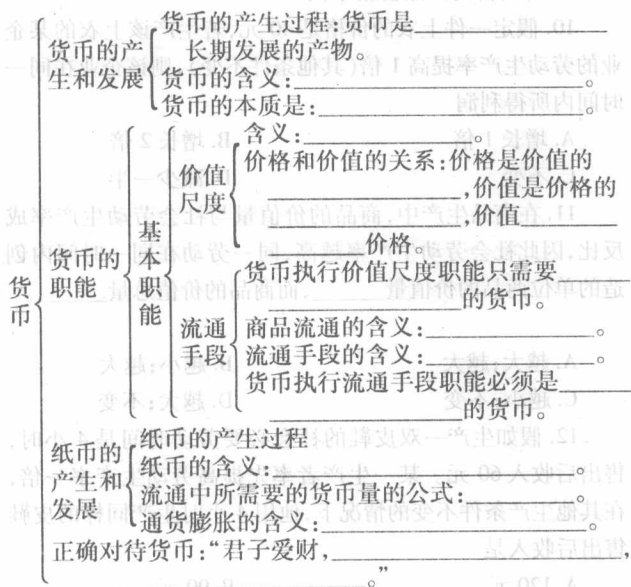 货币的产生过程:货币是
长期发展的产物。
货币的产
生和发展
货币的含义: 。
货币的本质是: 。
含义: 。
价格和价值的关系:价格是价值的
,价值是价格的
,价值
价格。
价值
尺度
货币执行价值尺度职能只需要
的货币。
基本职能
货币的
职能
货币
流通
手段
商品流通的含义: 。
流通手段的含义: 。
货币执行流通手段职能必须是
的货币。
纸币的产生过程
纸币的
产生和
发展
纸币的含义: 。
流通中所需要的货币量的公式: 。
通货膨胀的含义: 。
正确对待货币:“君子爱财, ,
。”